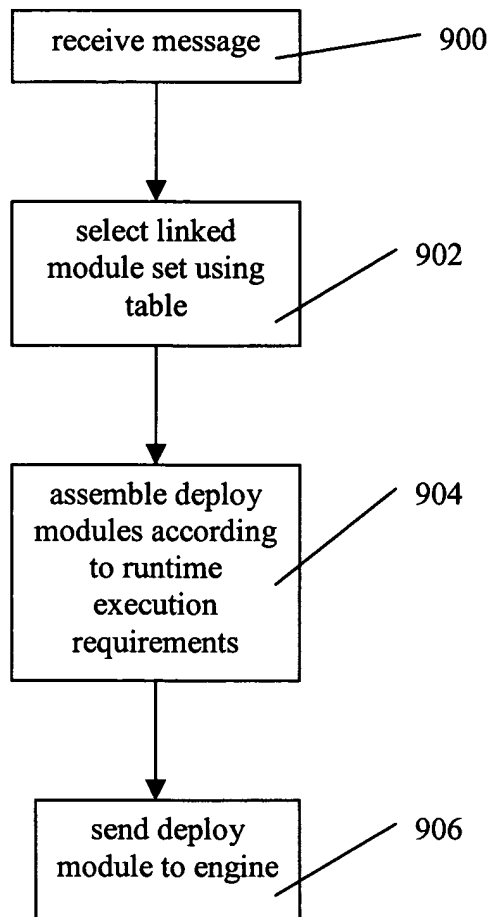 receive message
900
select linked
module set using
table
902
assemble deploy
modules according
to runtime
execution
requirements
904
send deploy
module to engine
906